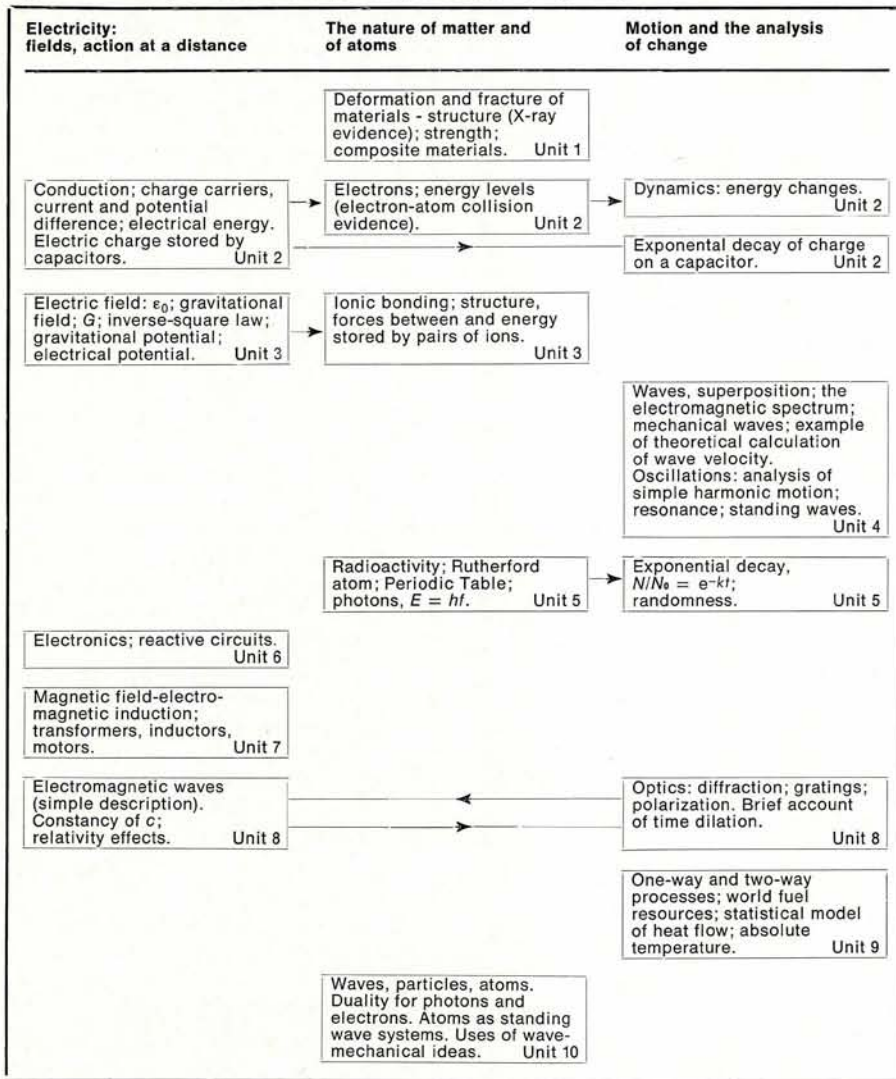 Electricity:
fields, action at a distance
The nature of matter and
of atoms
Motion and the analysis
of change
Deformation and fracture of
materials - structure (X-ray
evidence); strength;
composite materials. Unit 1
Conduction; charge carriers,
current and potential
difference; electrical energy.
Electric charge stored by
capacitors. Unit 2
Electrons; energy levels
(electron-atom collision
evidence). Unit 2
Dynamics: energy changes.
Unit 2
Exponental decay of charge
on a capacitor. Unit 2
Electric field: ε₀; gravitational
field; G; inverse-square law;
gravitational potential;
electrical potential. Unit 3
Ionic bonding; structure,
forces between and energy
stored by pairs of ions.
Unit 3
Waves, superposition; the
electromagnetic spectrum;
mechanical waves; example
of theoretical calculation
of wave velocity.
Oscillations: analysis of
simple harmonic motion;
resonance; standing waves.
Unit 4
Radioactivity; Rutherford
atom; Periodic Table;
photons, E = hf. Unit 5
Exponential decay,
N/N₀ = e⁻ᵏᵗ;
randomness. Unit 5
Electronics; reactive circuits.
Unit 6
Magnetic field-electro-
magnetic induction;
transformers, inductors,
motors. Unit 7
Electromagnetic waves
(simple description).
Constancy of c;
relativity effects. Unit 8
Optics: diffraction; gratings;
polarization. Brief account
of time dilation.
Unit 8
One-way and two-way
processes; world fuel
resources; statistical model
of heat flow; absolute
temperature. Unit 9
Waves, particles, atoms.
Duality for photons and
electrons. Atoms as standing
wave systems. Uses of wave-
mechanical ideas. Unit 10